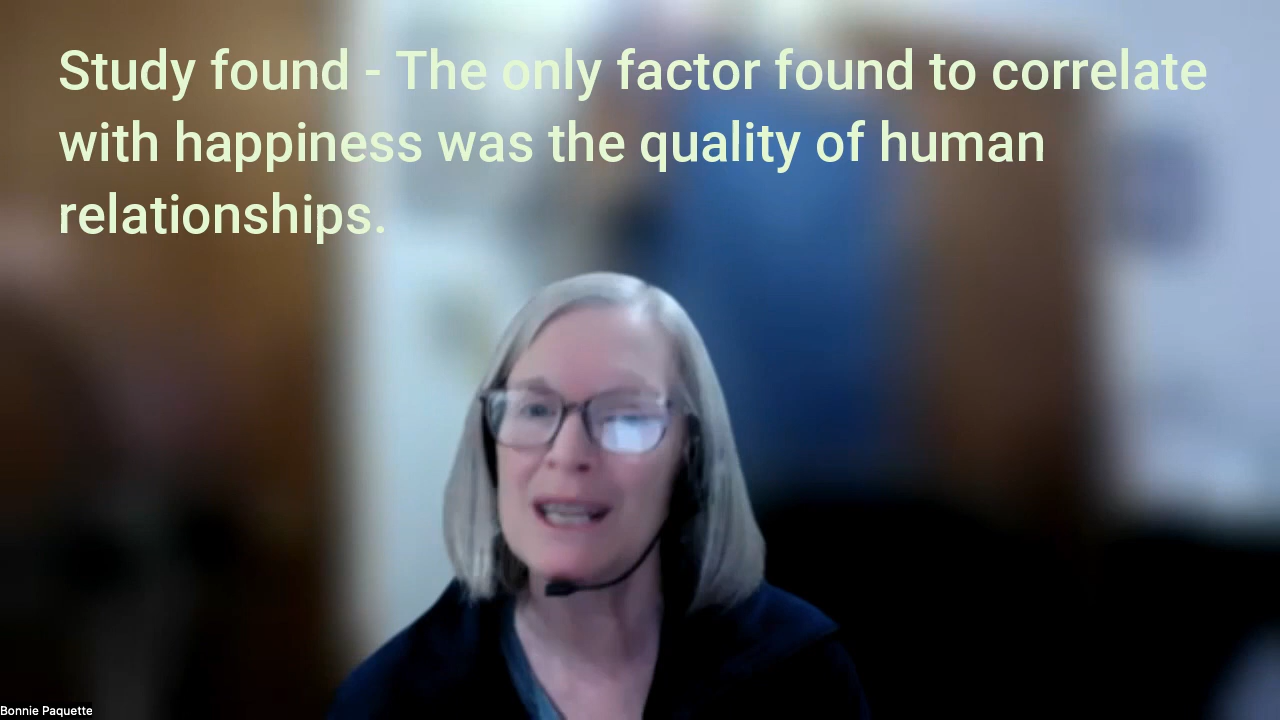 Study found - The only factor found to correlate
with happiness was the quality of human
relationships.
Bonnie Paquette